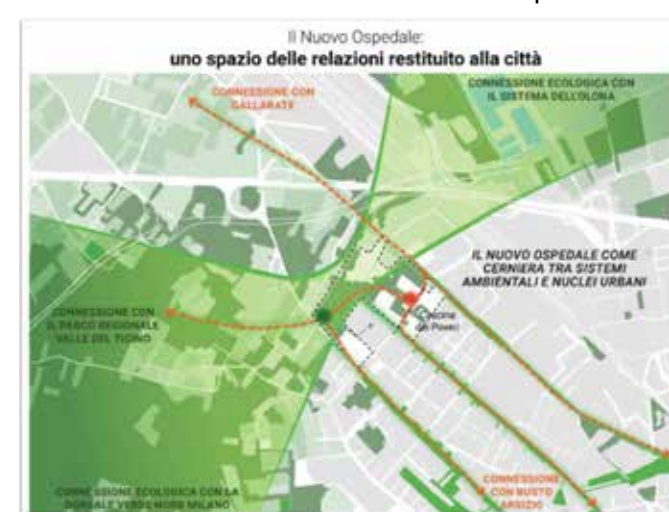 Il Nuovo Ospedale:
uno spazio delle relazioni restituito alla città
CONNESSIONE CON
GALLARATE
CONNESSIONE ECOLOGICA CON
IL SISTEMA DELL'OLONA
IL NUOVO OSPEDALE COME
CERNIERA TRA SISTEMI
AMBIENTALI E NUCLEI URBANI
CONNESSIONE CON
IL PARCO REGIONALE
VALLE DEL TICINO
Cascina
dei Poveri
CONNESSIONE
CON BUSTO
ARSIZIO
CONNESSIONE ECOLOGICA CON LA
DORSALE VERDE NORD MILANO